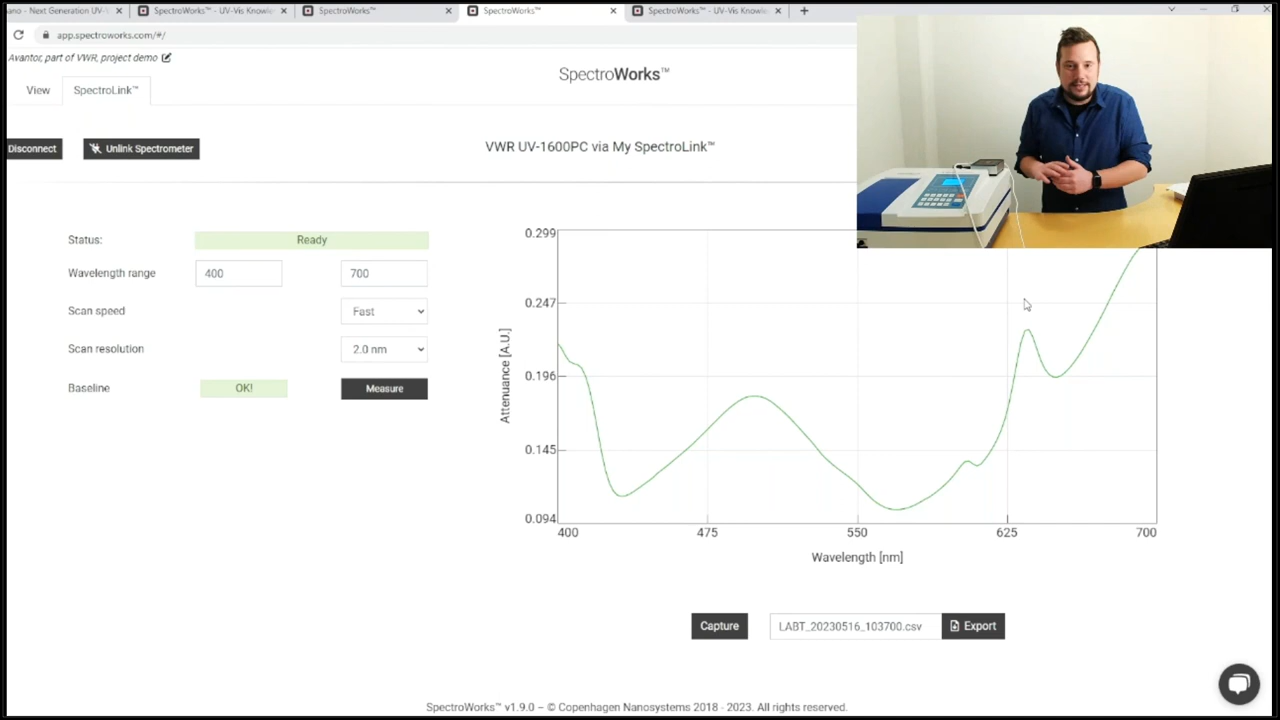 ano - Next Generation UV-V
SpectroWorks™ - UV-Vis Knowle
SpectroWorks™
SpectroWorks™
SpectroWorks™ - UV-Vis Knowle
app.spectroworks.com/#/
Avantor, part of VWR, project demo
SpectroWorks™
View
SpectroLink™
Disconnect
Unlink Spectrometer
VWR UV-1600PC via My SpectroLink™
Status:
Ready
Wavelength range
400
700
Scan speed
Fast
Scan resolution
2.0 nm
Baseline
OK!
Measure
0.299
0.247
0.196
0.145
0.094
Attenuance [A.U.]
400
475
550
625
700
Wavelength [nm]
Capture
LABT_20230516_103700.csv
Export
SpectroWorks™ v1.9.0 – © Copenhagen Nanosystems 2018 - 2023. All rights reserved.